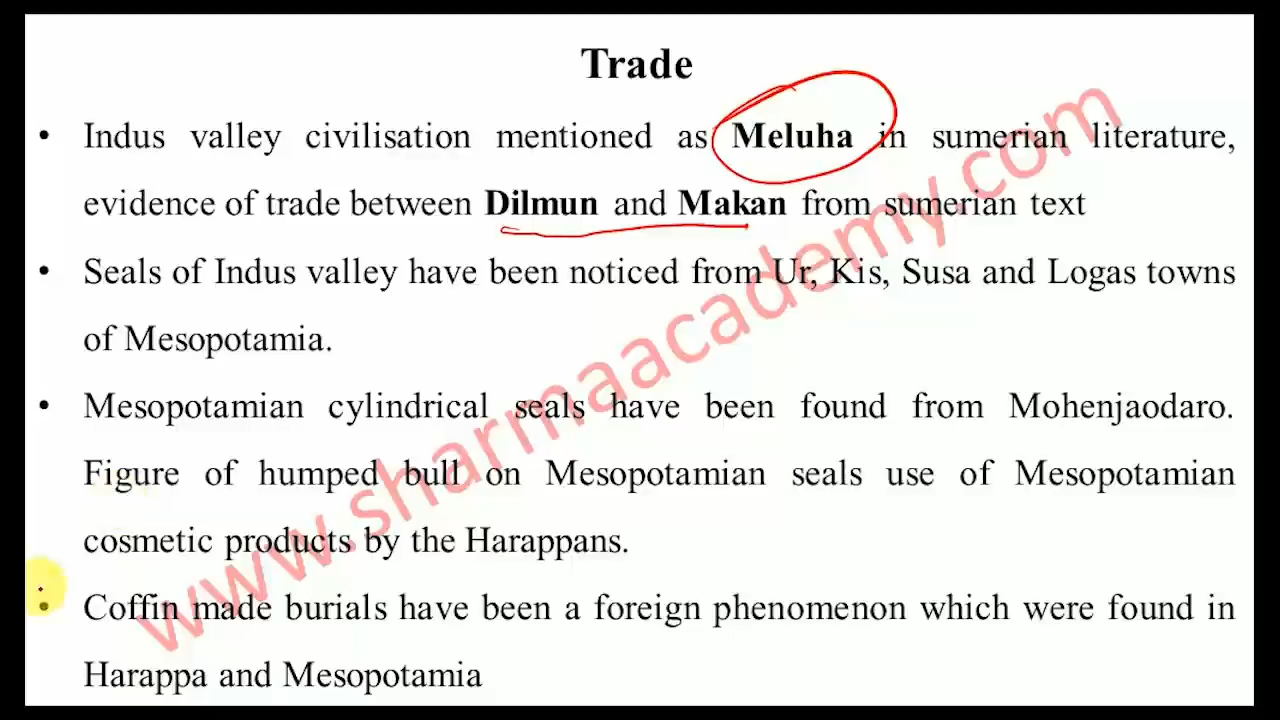 Trade
• Indus valley civilisation mentioned as Meluha in sumerian literature,
evidence of trade between Dilmun and Makan from sumerian text
• Seals of Indus valley have been noticed from Ur, Kis, Susa and Logas towns
of Mesopotamia.
• Mesopotamian cylindrical seals have been found from Mohenjaodaro.
Figure of humped bull on Mesopotamian seals use of Mesopotamian
cosmetic products by the Harappans.
• Coffin made burials have been a foreign phenomenon which were found in
Harappa and Mesopotamia
www.sharmaacademy.com